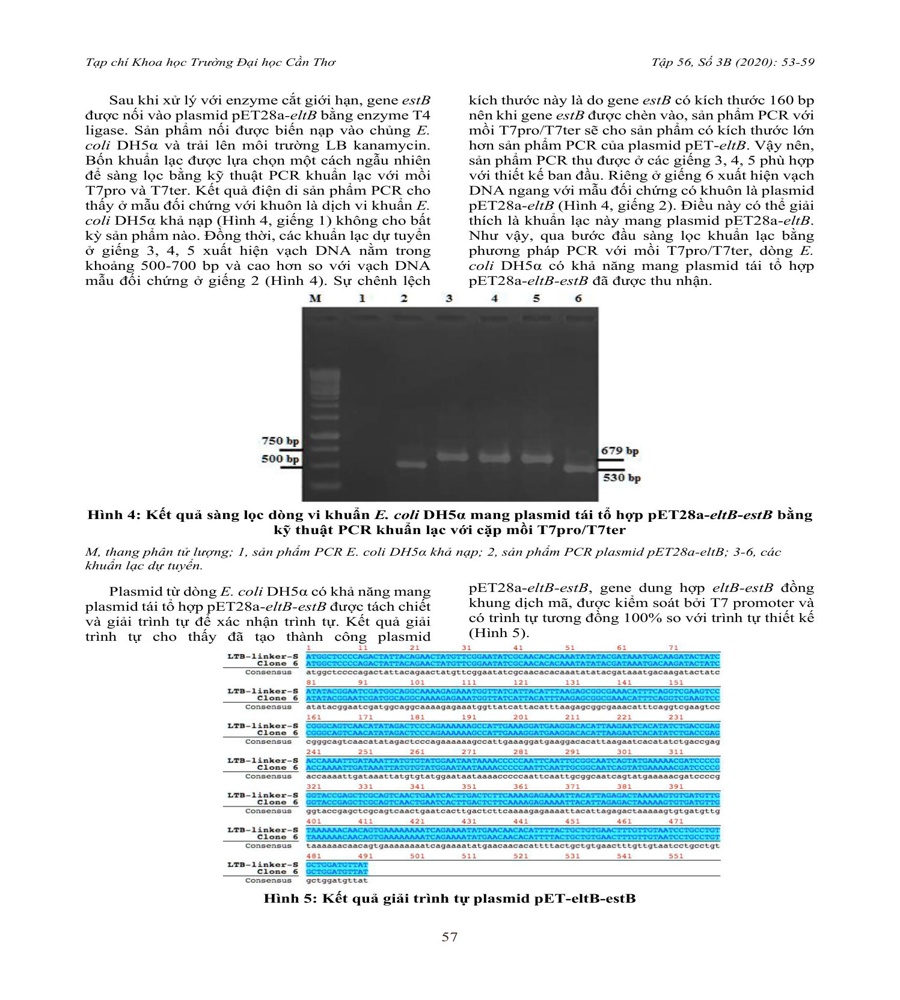 Tạp chí Khoa học Trường Đại học Cần Thơ
Tập 56, Số 3B (2020): 53-59
Sau khi xử lý với enzyme cắt giới hạn, gene estB
được nối vào plasmid pET28a-eltB bằng enzyme T4
ligase. Sản phẩm nối được biến nạp vào chủng E.
coli DH5α và trải lên môi trường LB kanamycin.
Bốn khuẩn lạc được lựa chọn một cách ngẫu nhiên
để sàng lọc bằng kỹ thuật PCR khuẩn lạc với mồi
T7pro và T7ter. Kết quả điện di sản phẩm PCR cho
thấy ở mẫu đối chứng với khuôn là dịch vi khuẩn E.
coli DH5α khả nạp (Hình 4, giếng 1) không cho bất
kỳ sản phẩm nào. Đồng thời, các khuẩn lạc dự tuyển
ở giếng 3, 4, 5 xuất hiện vạch DNA nằm trong
khoảng 500-700 bp và cao hơn so với vạch DNA
mẫu đối chứng ở giếng 2 (Hình 4). Sự chênh lệch
kích thước này là do gene estB có kích thước 160 bp
nên khi gene estB được chèn vào, sản phẩm PCR với
mồi T7pro/T7ter sẽ cho sản phẩm có kích thước lớn
hơn sản phẩm PCR của plasmid pET-eltB. Vậy nên,
sản phẩm PCR thu được ở các giếng 3, 4, 5 phù hợp
với thiết kế ban đầu. Riêng ở giếng 6 xuất hiện vạch
DNA ngang với mẫu đối chứng có khuôn là plasmid
pET28a-eltB (Hình 4, giếng 2). Điều này có thể giải
thích là khuẩn lạc này mang plasmid pET28a-eltB.
Như vậy, qua bước đầu sàng lọc khuẩn lạc bằng
phương pháp PCR với mồi T7pro/T7ter, dòng E.
coli DH5α có khả năng mang plasmid tái tổ hợp
pET28a-eltB-estB đã được thu nhận.
M 1 2 3 4 5 6
750 bp
500 bp
679 bp
530 bp
Hình 4: Kết quả sàng lọc dòng vi khuẩn E. coli DH5α mang plasmid tái tổ hợp pET28a-eltB-estB bằng
kỹ thuật PCR khuẩn lạc với cặp mồi T7pro/T7ter
M, thang phân tử lượng; 1, sản phẩm PCR E. coli DH5α khả nạp; 2, sản phẩm PCR plasmid pET28a-eltB; 3-6, các
khuẩn lạc dự tuyển.
Plasmid từ dòng E. coli DH5α có khả năng mang
plasmid tái tổ hợp pET28a-eltB-estB được tách chiết
và giải trình tự để xác nhận trình tự. Kết quả giải
trình tự cho thấy đã tạo thành công plasmid
pET28a-eltB-estB, gene dung hợp eltB-estB đồng
khung dịch mã, được kiểm soát bởi T7 promoter và
có trình tự tương đồng 100% so với trình tự thiết kế
(Hình 5).
1 11 21 31 41 51 61 71
LTB-linker-S
Clone 6
Consensus
81 91 101 111 121 131 141 151
LTB-linker-S
Clone 6
Consensus
161 171 181 191 201 211 221 231
LTB-linker-S
Clone 6
Consensus
241 251 261 271 281 291 301 311
LTB-linker-S
Clone 6
Consensus
321 331 341 351 361 371 381 391
LTB-linker-S
Clone 6
Consensus
401 411 421 431 441 451 461 471
LTB-linker-S
Clone 6
Consensus
481 491 501 511 521 531 541 551
LTB-linker-S GCTGGATGTTAT
Clone 6 GCTGGATGTTAT
Consensus gctggatgttat
Hình 5: Kết quả giải trình tự plasmid pET-eltB-estB
57